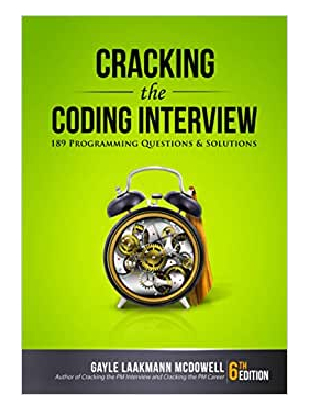 CRACKING
the
CODING INTERVIEW
189 PROGRAMMING QUESTIONS & SOLUTIONS
GAYLE LAAKMANN MCDOWELL
Author of Cracking the PM Interview and Cracking the PM Career
6TH
EDITION